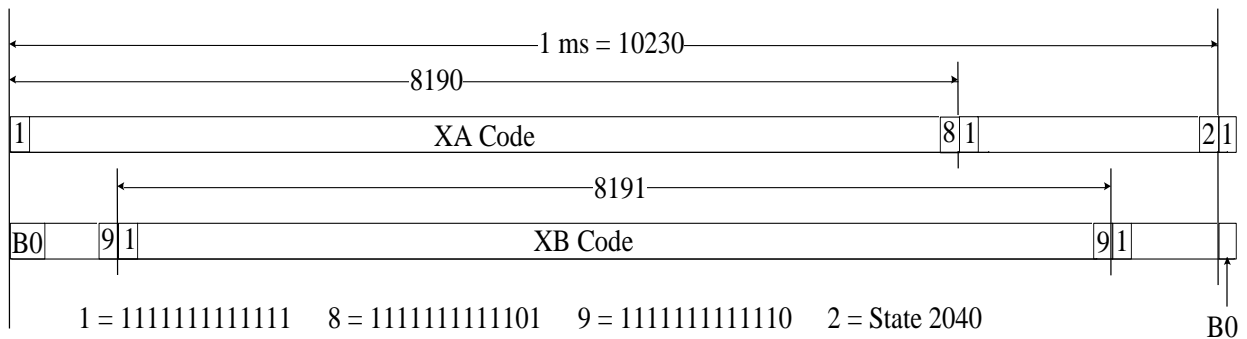 1 ms = 10230
8190
1 XA Code 8 1 2 1
8191
B0 9 1 XB Code 9 1
1 = 1111111111111 8 = 1111111111101 9 = 1111111111110 2 = State 2040
B0